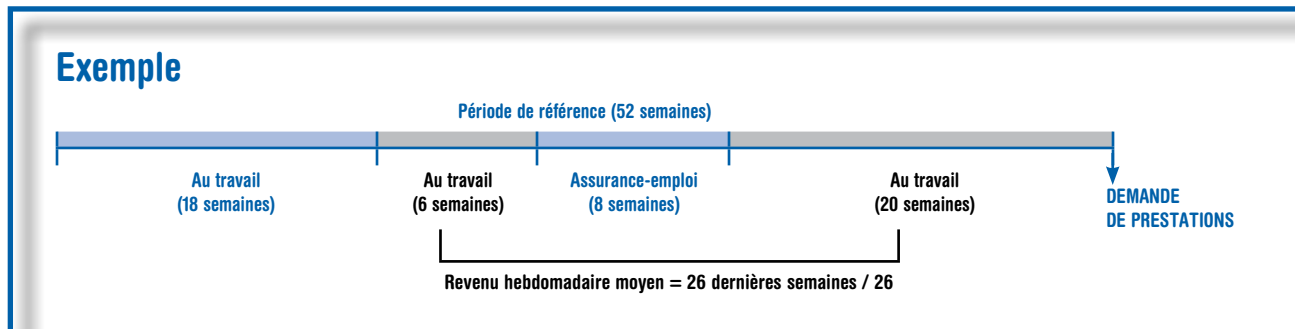 Exemple
Période de référence (52 semaines)
Au travail
(18 semaines)
Au travail
(6 semaines)
Assurance-emploi
(8 semaines)
Au travail
(20 semaines)
DEMANDE
DE PRESTATIONS
Revenu hebdomadaire moyen = 26 dernières semaines / 26